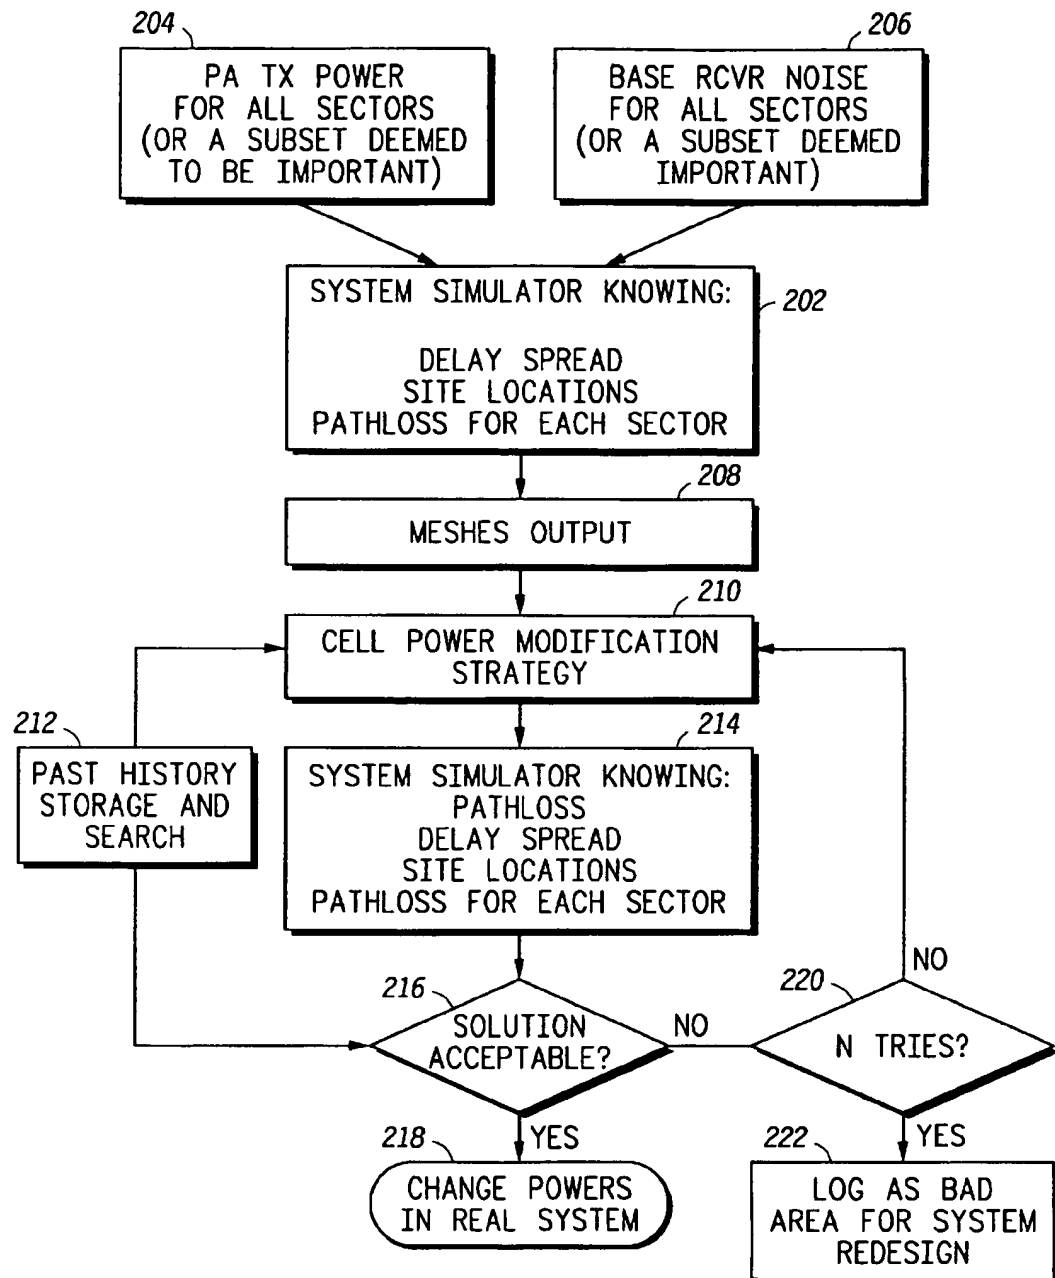 204
PA TX POWER
FOR ALL SECTORS
(OR A SUBSET DEEMED
TO BE IMPORTANT)
206
BASE RCVR NOISE
FOR ALL SECTORS
(OR A SUBSET DEEMED
IMPORTANT)
SYSTEM SIMULATOR KNOWING:
DELAY SPREAD
SITE LOCATIONS
PATHLOSS FOR EACH SECTOR
202
208
MESHES OUTPUT
210
CELL POWER MODIFICATION
STRATEGY
212
PAST HISTORY
STORAGE AND
SEARCH
214
SYSTEM SIMULATOR KNOWING:
PATHLOSS
DELAY SPREAD
SITE LOCATIONS
PATHLOSS FOR EACH SECTOR
216
SOLUTION
ACCEPTABLE?
NO
220
N TRIES?
NO
YES
218
CHANGE POWERS
IN REAL SYSTEM
YES
222
LOG AS BAD
AREA FOR SYSTEM
REDESIGN